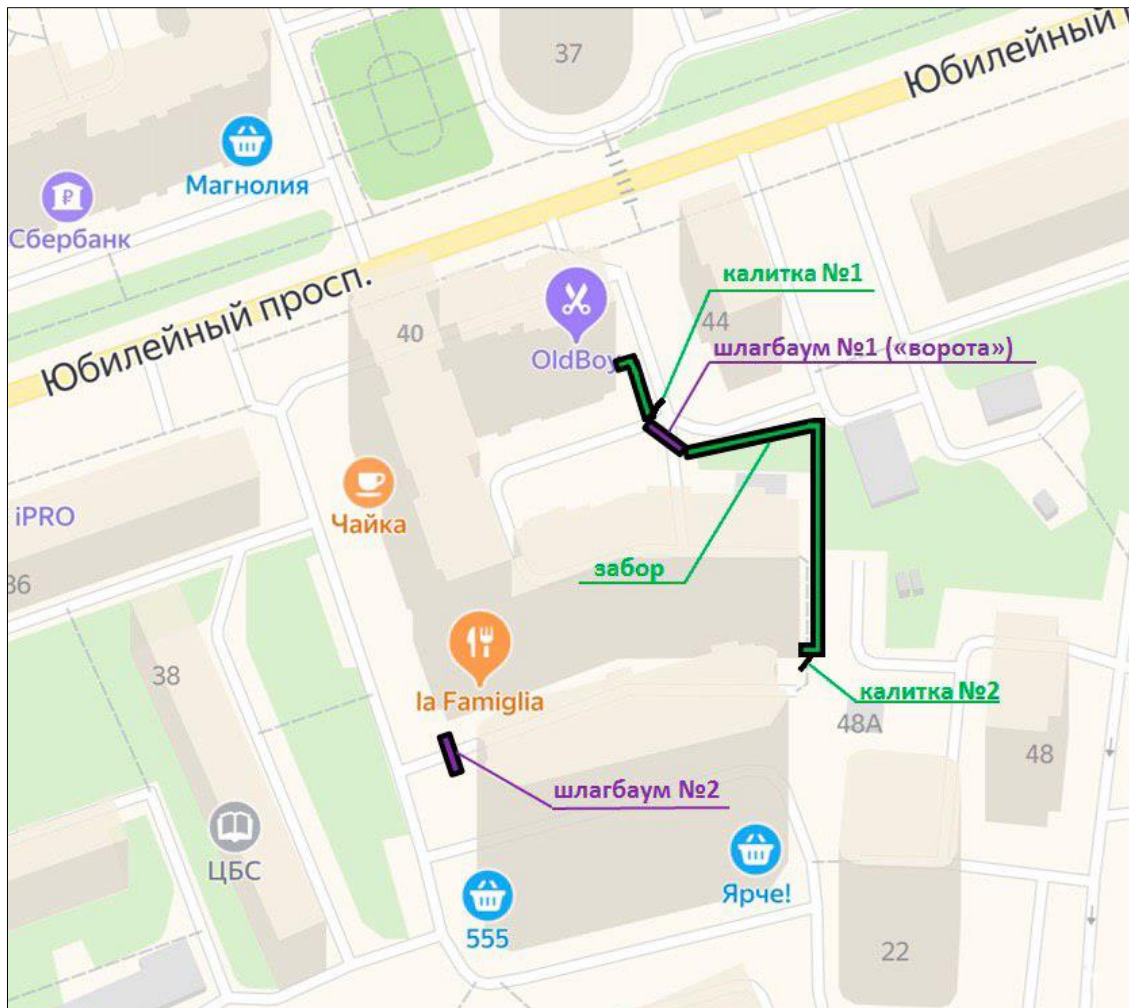 37
Юбилейный
Магнолия
Сбербанк
Юбилейный просп.
калитка №1
40
44
OldBoy
шлагбаум №1 («ворота»)
iPRO
Чайка
забор
36
38
la Famiglia
калитка №2
48А
48
шлагбаум №2
ЦБС
Ярче!
555
22